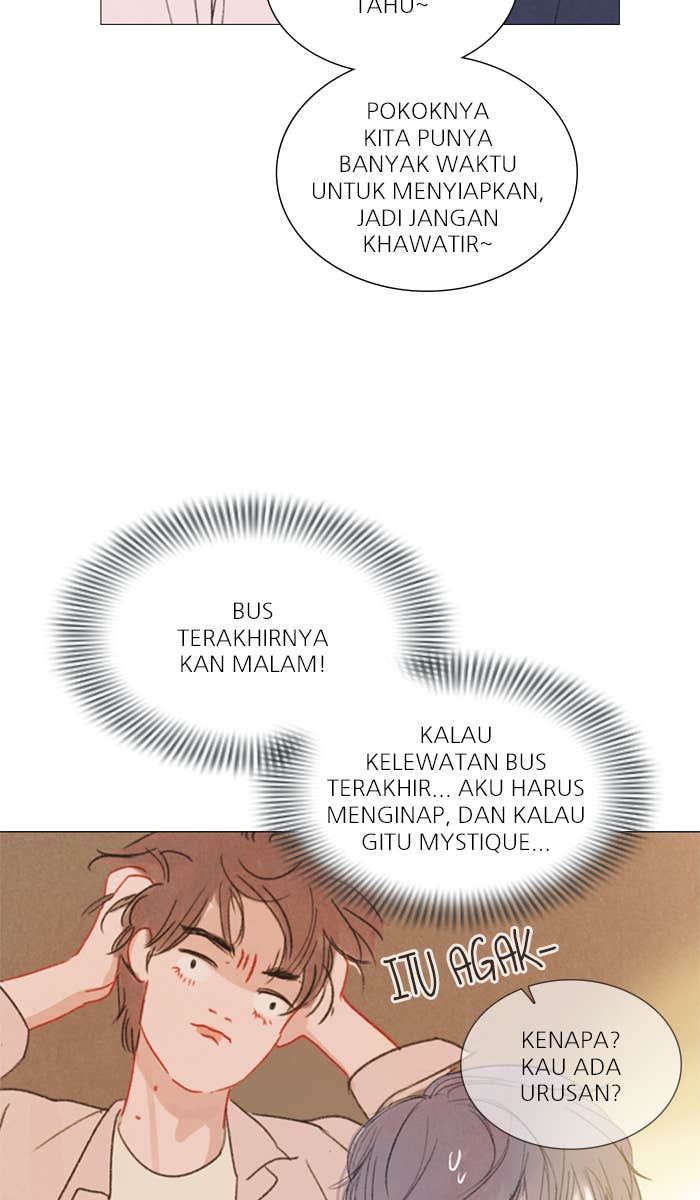 TAHU~
POKOKNYA
KITA PUNYA
BANYAK WAKTU
UNTUK MENYIAPKAN,
JADI JANGAN
KHAWATIR~
BUS
TERAKHIRNYA
KAN MALAM!
KALAU
KELEWATAN BUS
TERAKHIR... AKU HARUS
MENGINAP, DAN KALAU
GITU MYSTIQUE...
ITU AGAK-
KENAPA?
KAU ADA
URUSAN?